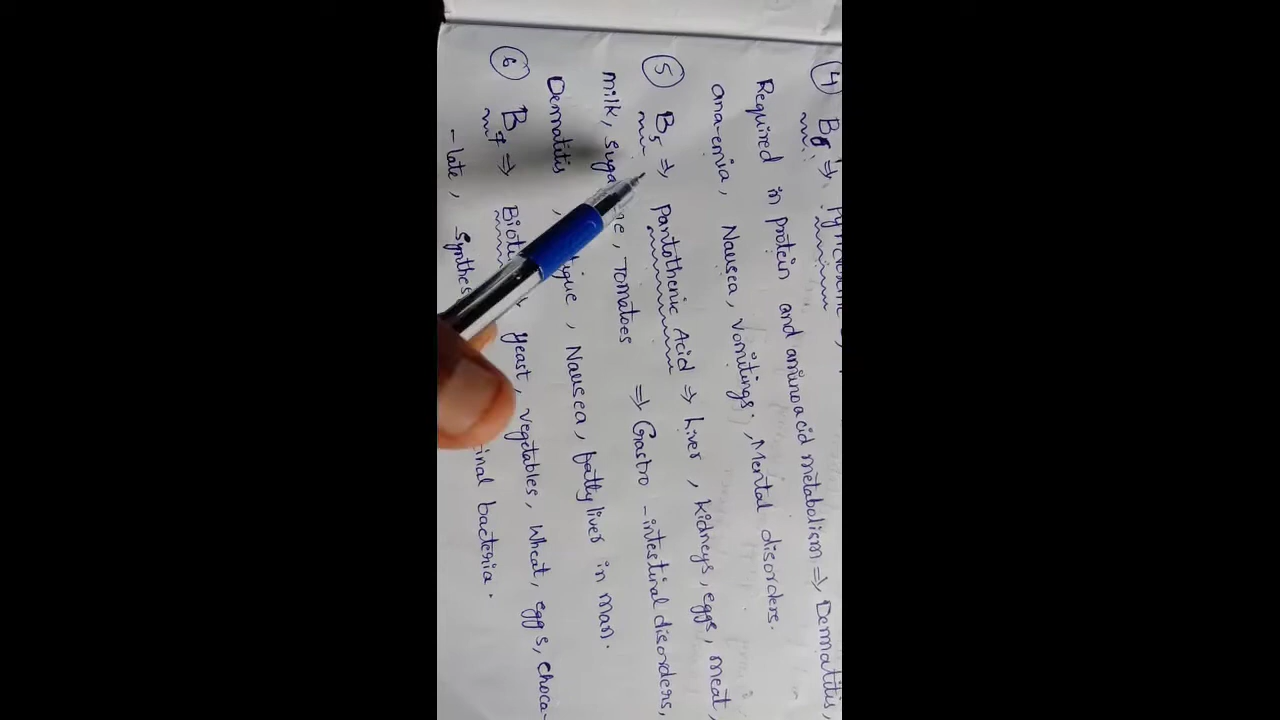 ④ B6 ⇒ Pyridoxine
Required in protein and aminoacid metabolism ⇒ Dermatitis,
ana-emia, Nausea, vomitings, Mental disorders.
⑤ B5 ⇒ Pantothenic Acid ⇒ Liver, kidneys, eggs, meat,
milk, Tomatoes ⇒ Gastro-intestinal disorders,
Dermatitis, Nausea, fatty liver in man.
⑥ B7 ⇒ yeast, vegetables, wheat, eggs, choco-
-late, bacteria.